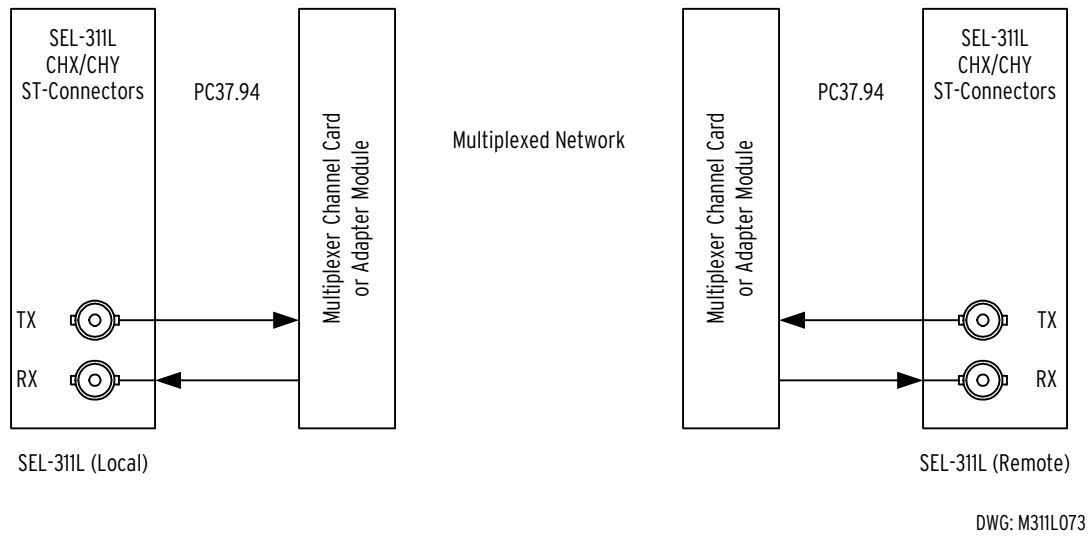 SEL-311L
CHX/CHY
ST-Connectors
PC37.94
Multiplexer Channel Card
or Adapter Module
Multiplexed Network
Multiplexer Channel Card
or Adapter Module
PC37.94
SEL-311L
CHX/CHY
ST-Connectors
TX
TX
RX
RX
SEL-311L (Local)
SEL-311L (Remote)
DWG: M311L073